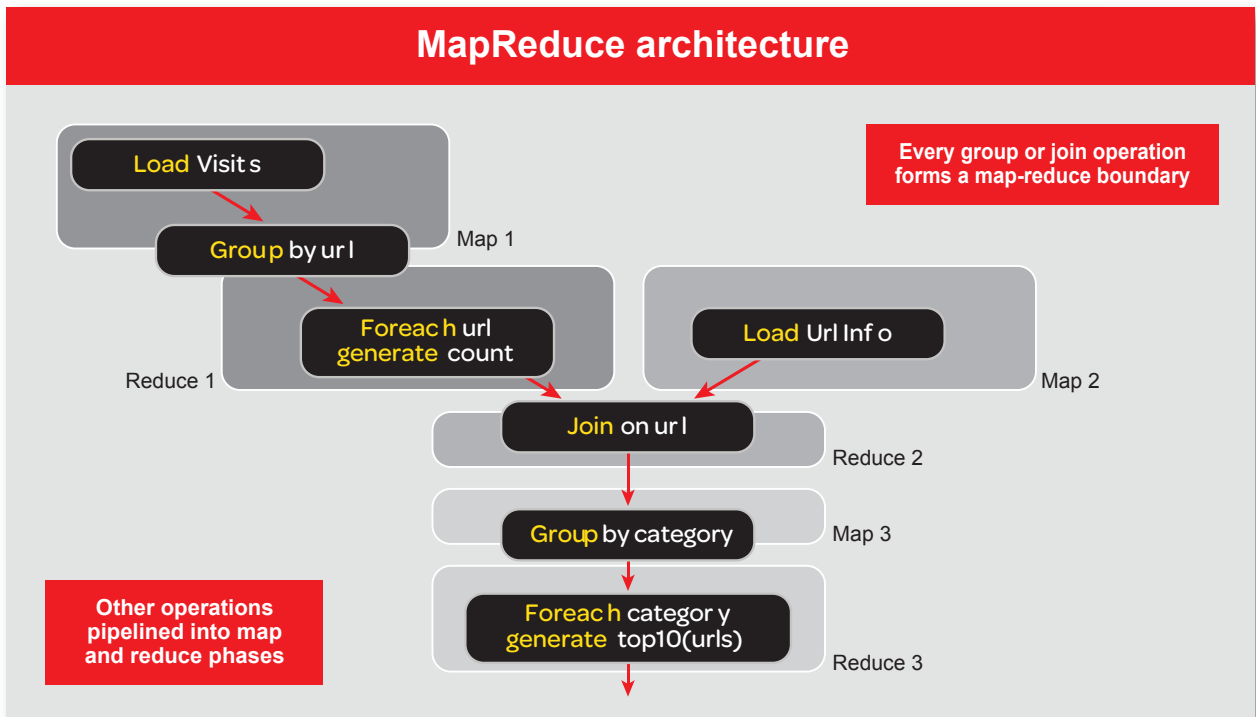 MapReduce architecture
Load Visits
Every group or join operation
forms a map-reduce boundary
Group by url
Map 1
Foreach url
generate count
Load Url Info
Reduce 1
Map 2
Join on url
Reduce 2
Group by category
Map 3
Other operations
pipelined into map
and reduce phases
Foreach category
generate top10(urls)
Reduce 3